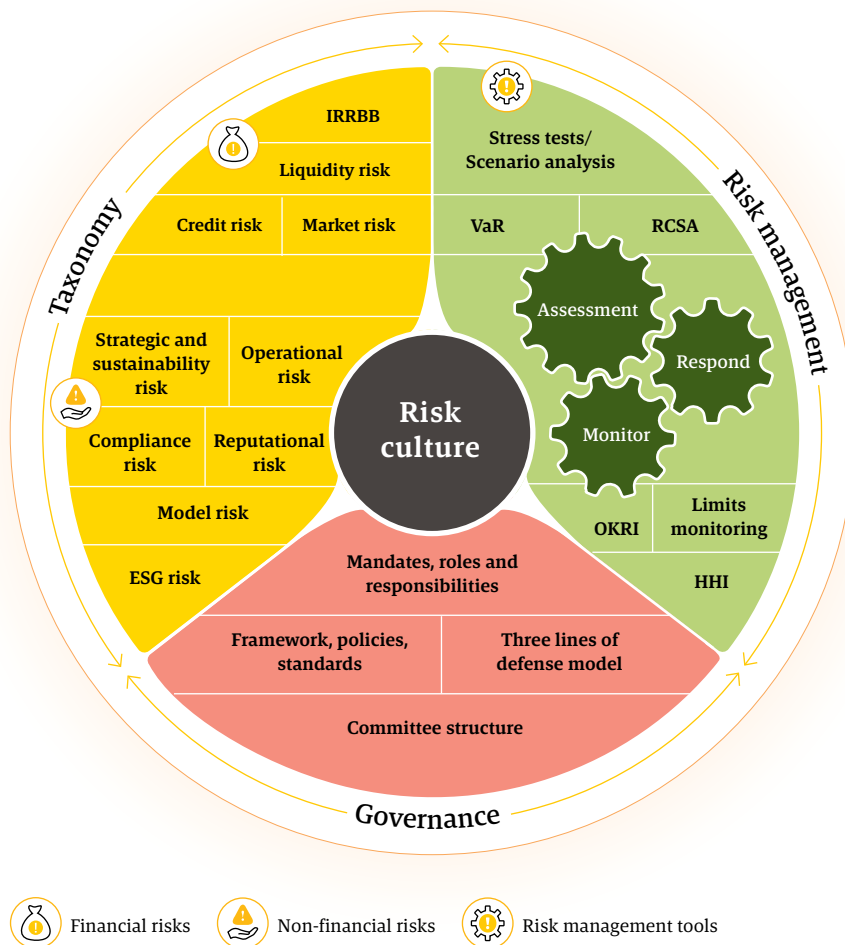 Taxonomy
IRRBB
Liquidity risk
Credit risk
Market risk
Strategic and
sustainability
risk
Operational
risk
Compliance
risk
Reputational
risk
Model risk
ESG risk
Risk management
Stress tests/
Scenario analysis
VaR
RCSA
Assessment
Respond
Monitor
OKRI
Limits
monitoring
HHI
Risk
culture
Mandates, roles and
responsibilities
Framework, policies,
standards
Three lines of
defense model
Committee structure
Governance
Financial risks
Non-financial risks
Risk management tools